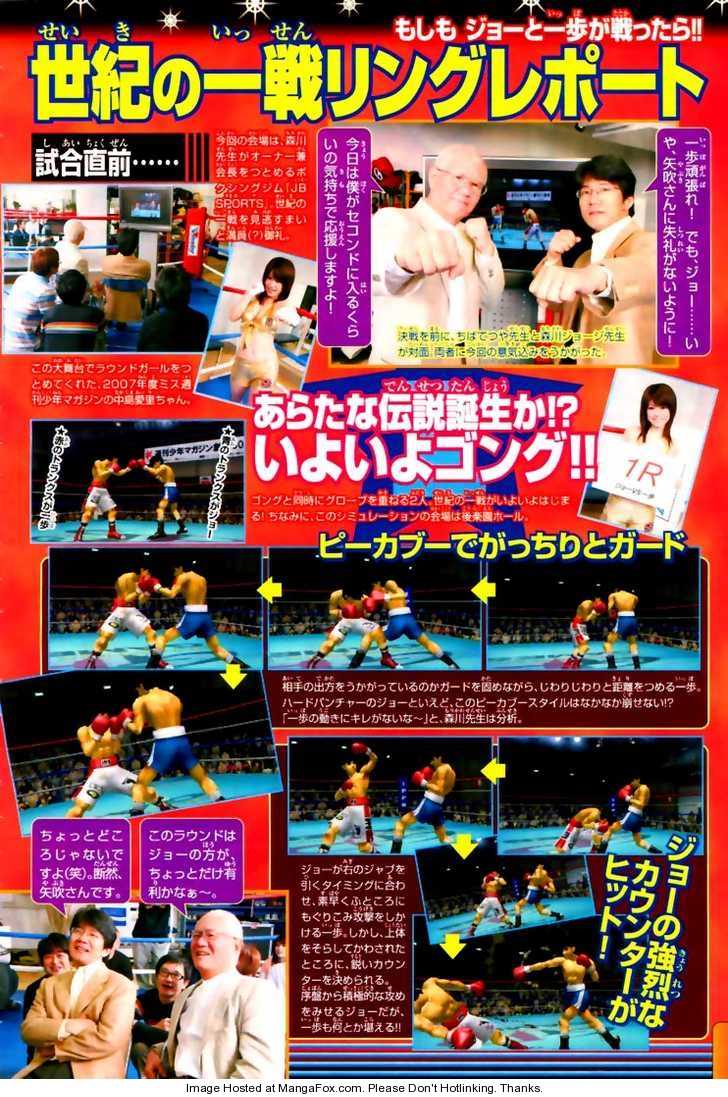 もしも ジョーと一歩が戦ったら!!
世紀の一戦リングレポート
試合直前……
今回の会場は、森川
先生がオーナー兼
会長をつとめるボ
クシングジム「JB
SPORTS」。世紀の
一戦を見逃すまい
と満員(?)御礼。
一歩頑張れ! でも、ジョー……い
や、矢吹さんに失礼がないように!
今日は僕がセコンドに入るくら
いの気持ちで応援しますよ!
決戦を前に、ちばてつや先生と森川ジョージ先生
が対面。両者に今回の意気込みをうかがった。
この大舞台でラウンドガールをつ
とめてくれた、2007年度ミス週
刊少年マガジンの中島愛里ちゃん。
あらたな伝説誕生か!?
いよいよゴング!!
1R
ゴングと同時にグローブを重ねる2人。世紀の一戦がいよいよはじま
る! ちなみに、このシミュレーションの会場は後楽園ホール。
★青のトランクスがジョー
★赤のトランクスが一歩
ピーカブーでがっちりとガード
相手の出方をうかがっているのかガードを固めながら、じわりじわりと距離をつめる一歩。
ハードパンチャーのジョーといえど、このピーカブースタイルはなかなか崩せない!?
「一歩の動きにキレがないな〜」と、森川先生は分析。
ジョーの強烈な
カウンターが
ヒット!
ジョーが右のジャブを
引くタイミングに合わ
せ、素早くふところに
もぐりこみ攻撃をしか
ける一歩。しかし、上体
をそらしてかわされた
ところに、鋭いカウン
ターを決められる。
序盤から積極的な攻め
をみせるジョーだが、
一歩も何とか堪える!!
このラウンドは
ジョーの方が、
ちょっとだけ有
利かなぁ〜。
ちょっとどこ
ろじゃないで
すよ(笑)。断然、
矢吹さんです。
Image Hosted at MangaFox.com. Please Don't Hotlinking. Thanks.